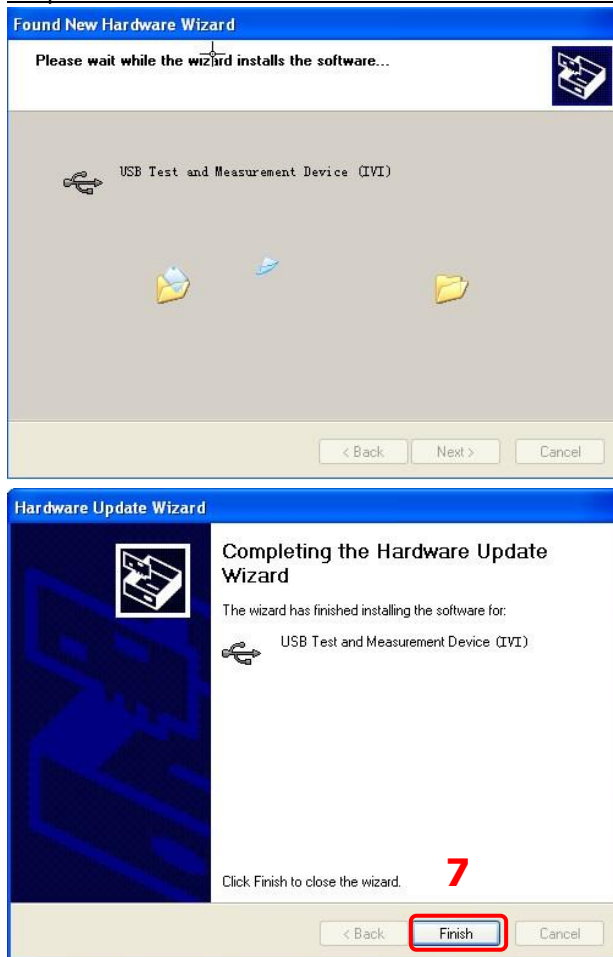 Found New Hardware Wizard
Please wait while the wizard installs the software...
USB Test and Measurement Device (IVI)
< Back Next > Cancel
Hardware Update Wizard
Completing the Hardware Update
Wizard
The wizard has finished installing the software for:
USB Test and Measurement Device (IVI)
Click Finish to close the wizard.
7
< Back Finish Cancel